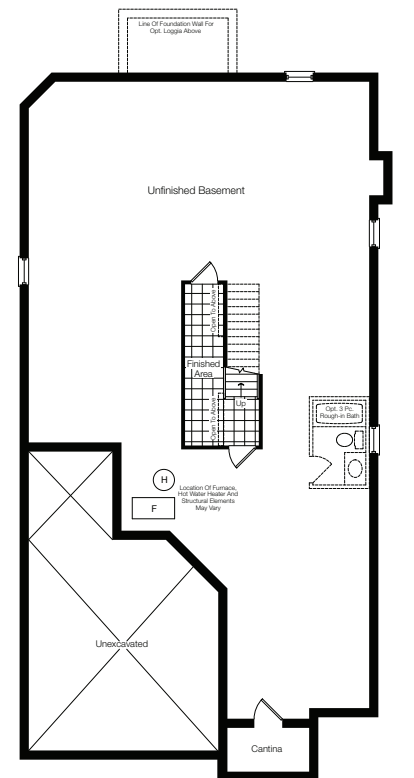 Line Of Foundation Wall For
Opt. Loggia Above
Unfinished Basement
Open To Above
Finished
Area
Up
Open To Above
Opt. 3 Pc.
Rough-in Bath
H
F
Location Of Furnace,
Hot Water Heater And
Structural Elements
May Vary
Unexcavated
Cantina